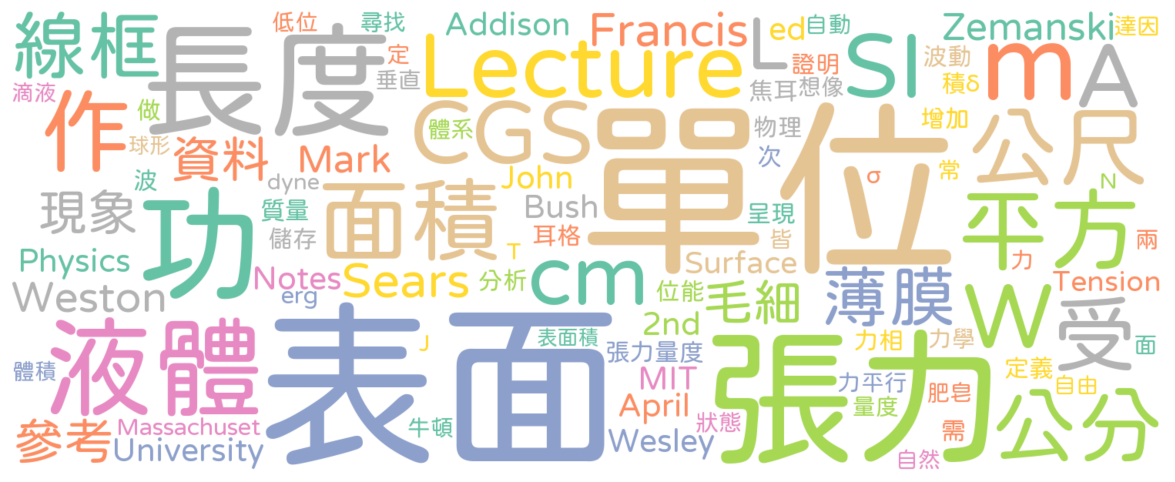 線框
長度
低位
尋找
定
垂直
Addison
Francis
L
ed
自動
Zemanski
達因
滴液
Lecture
證明
SI
波動
m
A
積δ
焦耳
想像
作
做
球形
資料
Mark
CGS
體系
單位
物理
次
增加
公尺
現象
波
功
dyne
質量
儲存
面積
John
Bush
耳格
σ
呈現
皆
常
N
平方
兩
力
Physics
Weston
Notes
erg
Sears
T
分析
cm
Surface
位能
毛細
薄膜
W
Tension
受
面
液體
體積
表面
J
表面積
2nd
張力量度
張力
力相
力學
定義
自由
MIT
力平行
量度
肥皂
公分
參考
Massachuset
University
牛頓
April
Wesley
狀態
需
自然